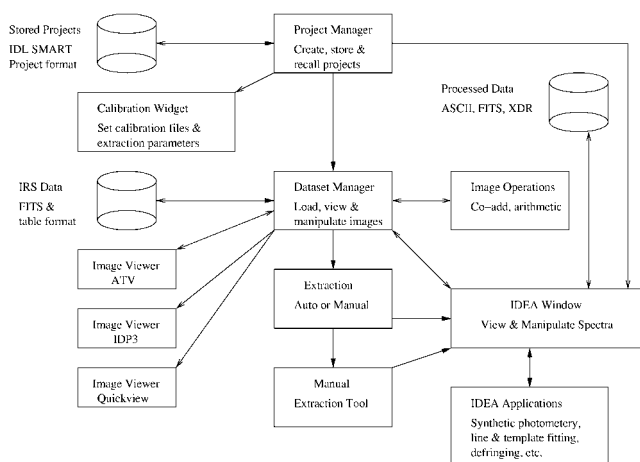 Stored Projects
IDL SMART
Project format
Project Manager
Create, store &
recall projects
Calibration Widget
Set calibration files &
extraction parameters
Processed Data
ASCII, FITS, XDR
IRS Data
FITS &
table format
Dataset Manager
Load, view &
manipulate images
Image Operations
Co-add, arithmetic
Image Viewer
ATV
Extraction
Auto or Manual
IDEA Window
View & Manipulate Spectra
Image Viewer
IDP3
Image Viewer
Quickview
Manual
Extraction Tool
IDEA Applications
Synthetic photometery,
line & template fitting,
defringing, etc.